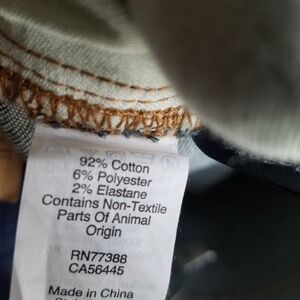 92% Cotton
6% Polyester
2% Elastane
Contains Non-Textile
Parts Of Animal
Origin
RN77388
CA56445
Made in China